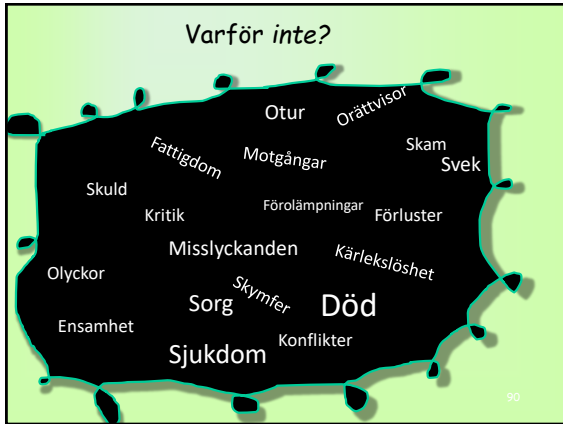 Varför inte?
Otur
Orättvisor
Fattigdom
Motgångar
Skam
Svek
Skuld
Kritik
Förolämpningar
Förluster
Misslyckanden
Kärlekslöshet
Olyckor
Skymfer
Sorg
Död
Ensamhet
Konflikter
Sjukdom
90